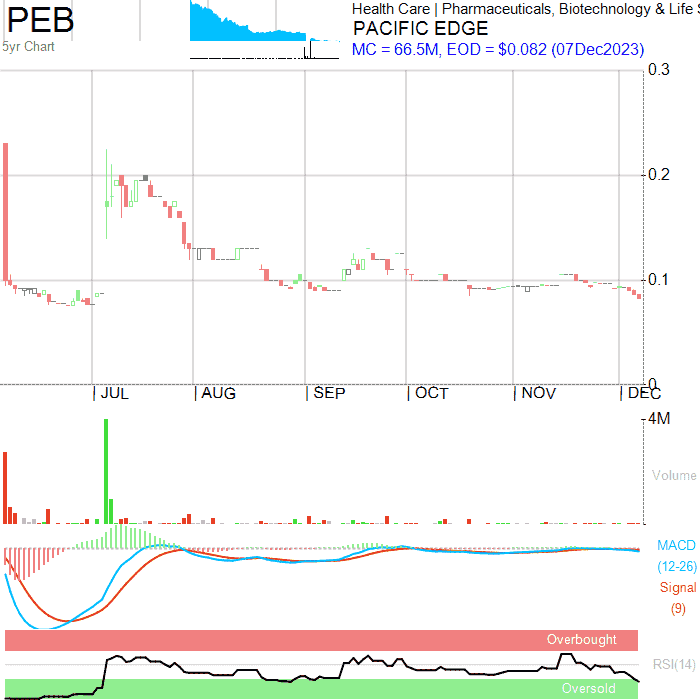 PEB
5yr Chart
Health Care | Pharmaceuticals, Biotechnology & Life
PACIFIC EDGE
MC = 66.5M, EOD = $0.082 (07Dec2023)
0.3
0.2
0.1
0
| JUL
| AUG
| SEP
| OCT
| NOV
| DEC
4M
Volume
MACD
(12-26)
Signal
(9)
Overbought
RSI(14)
Oversold